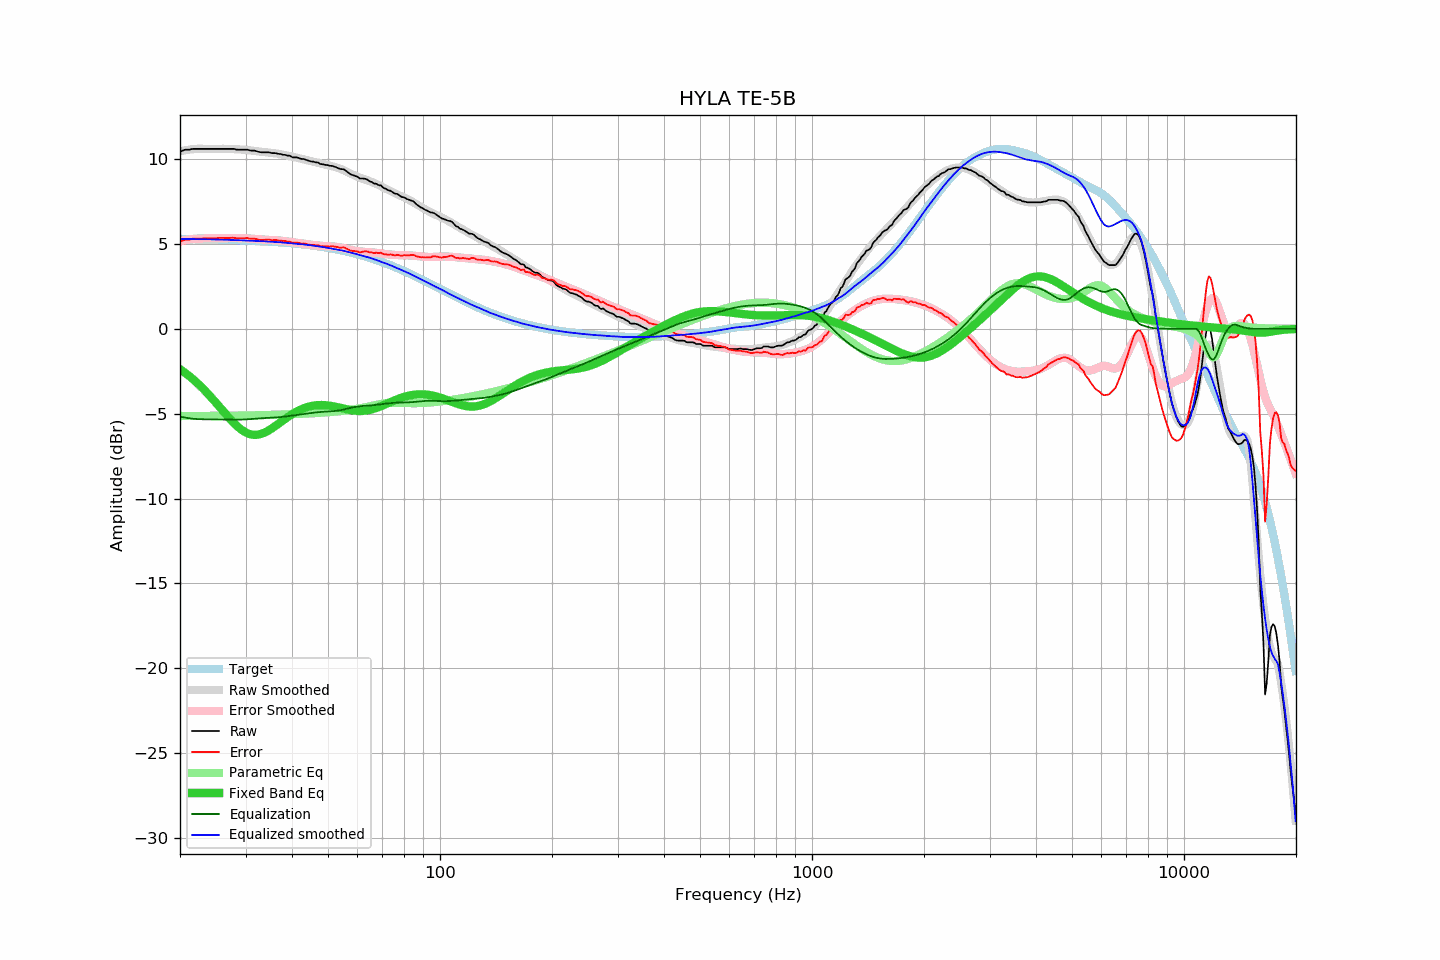 HYLA TE-5B
Amplitude (dBr)
10
5
0
−5
−10
−15
−20
−25
−30
Target
Raw Smoothed
Error Smoothed
Raw
Error
Parametric Eq
Fixed Band Eq
Equalization
Equalized smoothed
100 1000 10000
Frequency (Hz)